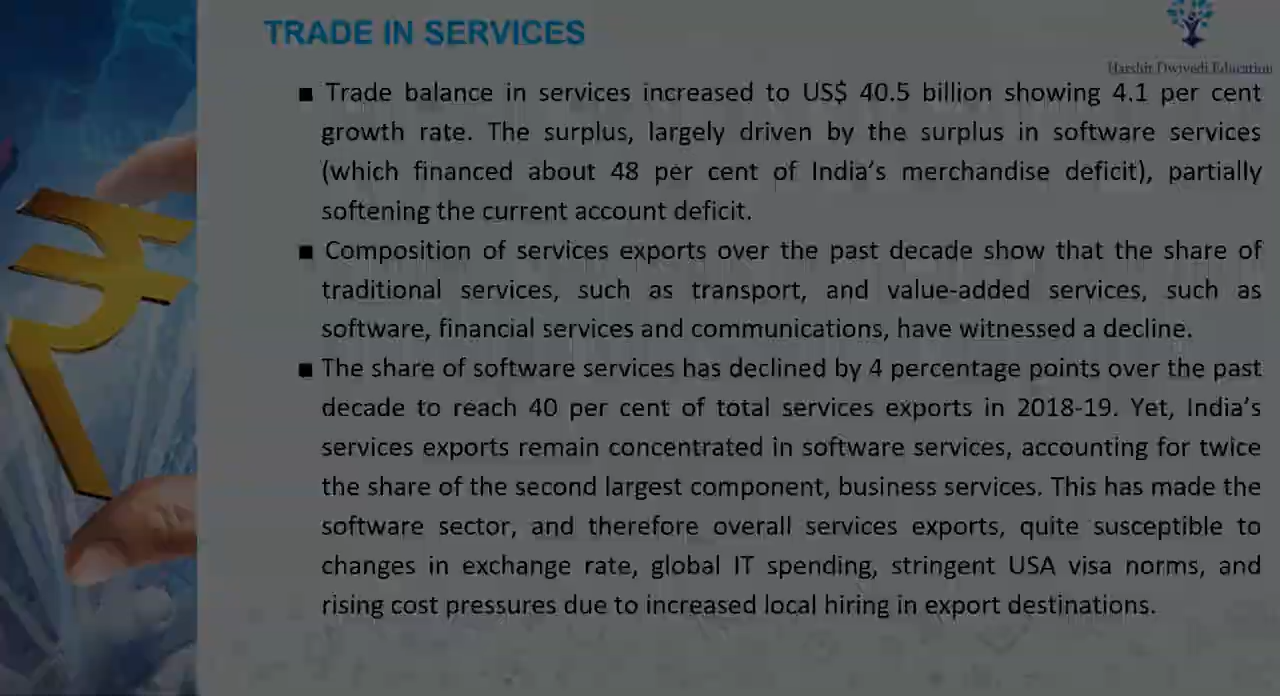 TRADE IN SERVICES
Harshit Dwivedi Education
■ Trade balance in services increased to US$ 40.5 billion showing 4.1 per cent
growth rate. The surplus, largely driven by the surplus in software services
(which financed about 48 per cent of India’s merchandise deficit), partially
softening the current account deficit.
■ Composition of services exports over the past decade show that the share of
traditional services, such as transport, and value-added services, such as
software, financial services and communications, have witnessed a decline.
■ The share of software services has declined by 4 percentage points over the past
decade to reach 40 per cent of total services exports in 2018-19. Yet, India’s
services exports remain concentrated in software services, accounting for twice
the share of the second largest component, business services. This has made the
software sector, and therefore overall services exports, quite susceptible to
changes in exchange rate, global IT spending, stringent USA visa norms, and
rising cost pressures due to increased local hiring in export destinations.